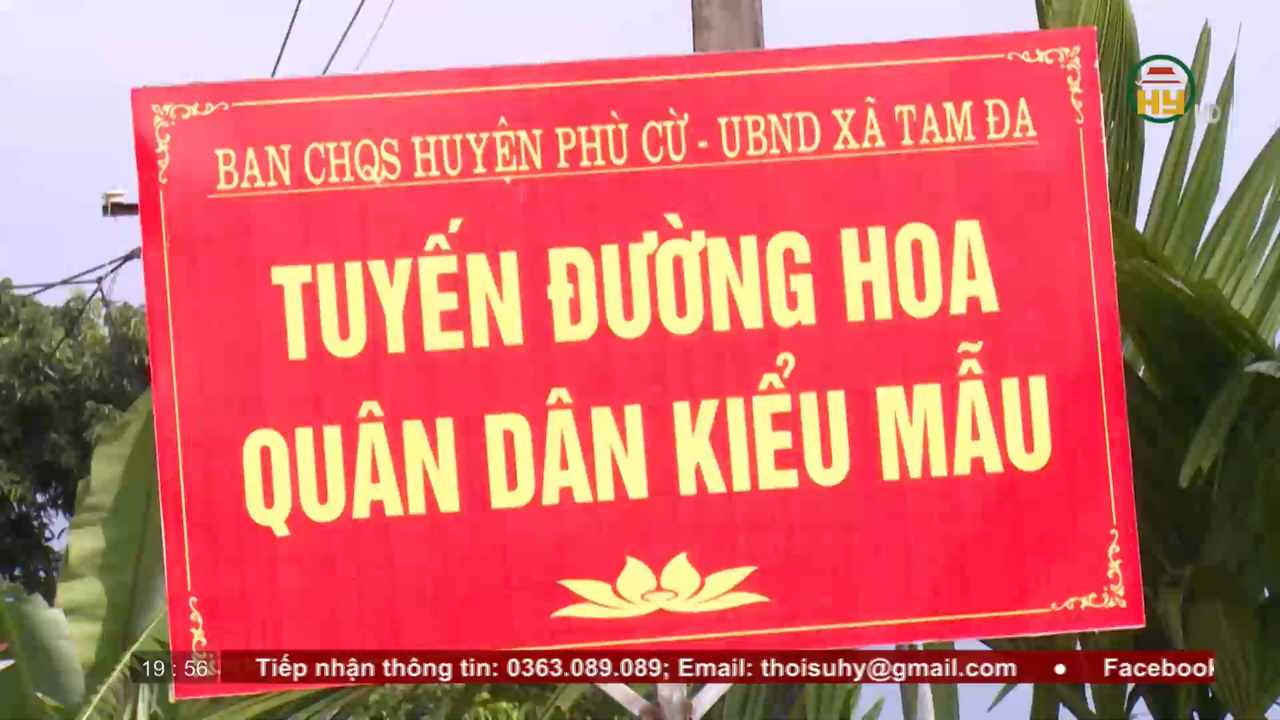 BAN CHQS HUYỆN PHÙ CỪ - UBND XÃ TAM ĐA
TUYẾN ĐƯỜNG HOA
QUÂN DÂN KIỂU MẪU
HY
19 : 56 Tiếp nhận thông tin: 0363.089.089; Email: thoisuhy@gmail.com • Facebook